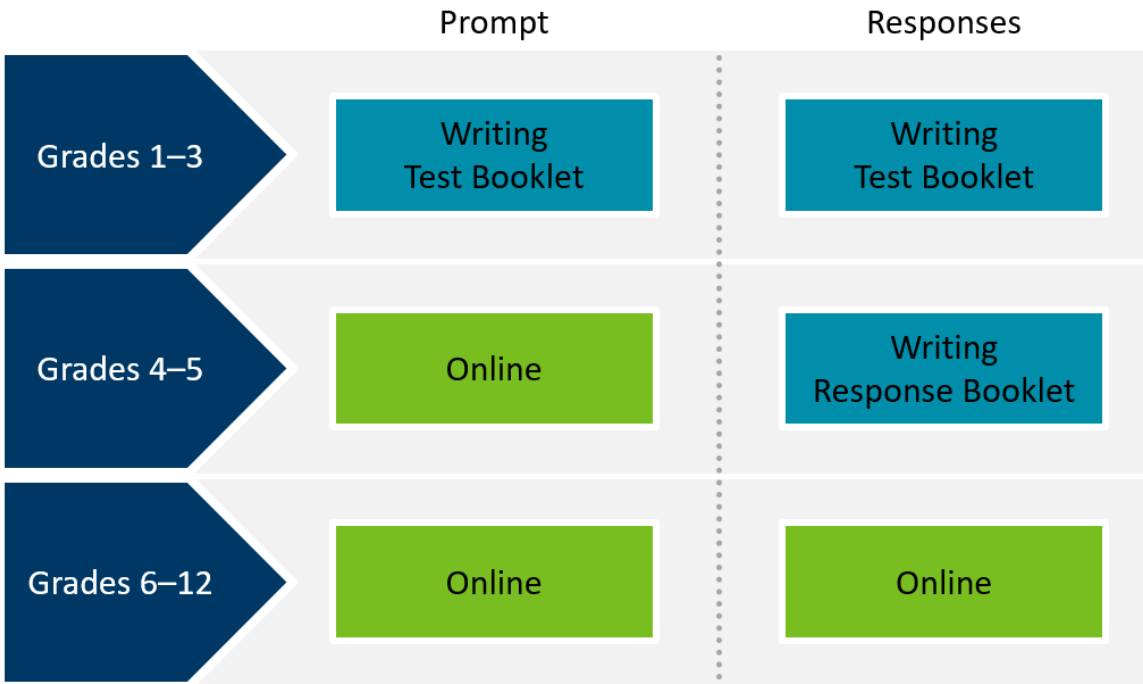 Prompt
Responses
Grades 1–3
Writing
Test Booklet
Writing
Test Booklet
Grades 4–5
Online
Writing
Response Booklet
Grades 6–12
Online
Online